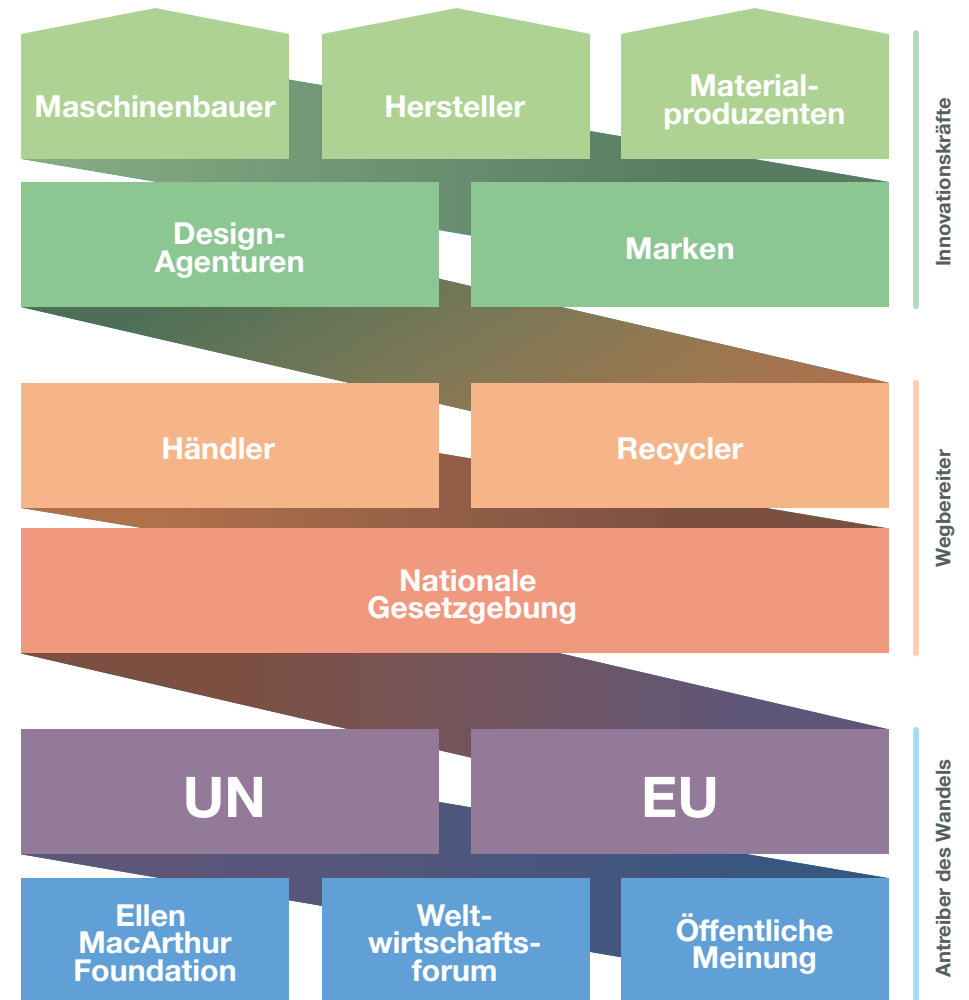 Maschinenbauer
Hersteller
Material-
produzenten
Design-
Agenturen
Marken
Innovationskräfte
Händler
Recycler
Nationale
Gesetzgebung
Wegbereiter
UN
EU
Ellen
MacArthur
Foundation
Welt-
wirtschafts-
forum
Öffentliche
Meinung
Antreiber des Wandels